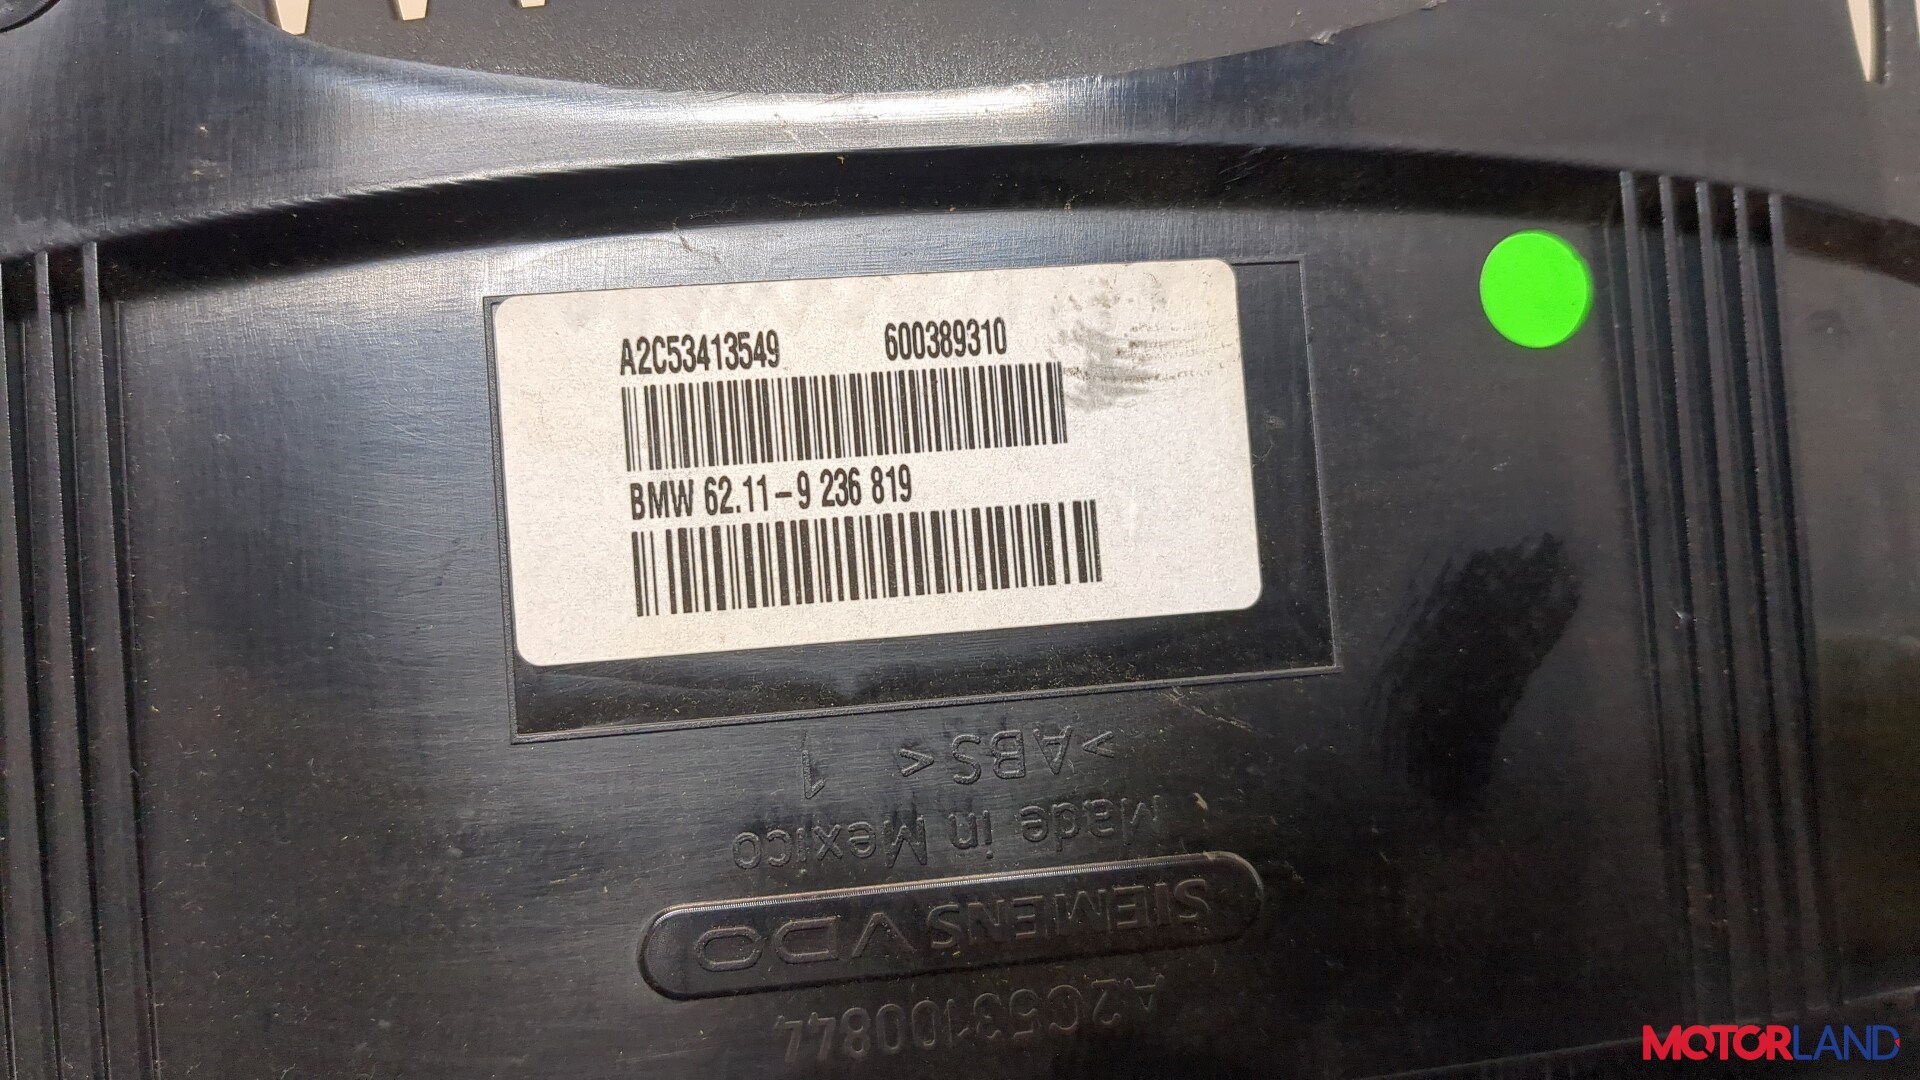 A2C53413549 600389310
BMW 62.11-9 236 819
>ABS< 1
Made in Mexico
SIEMENS VDO
A2C53100844
MOTORLAND